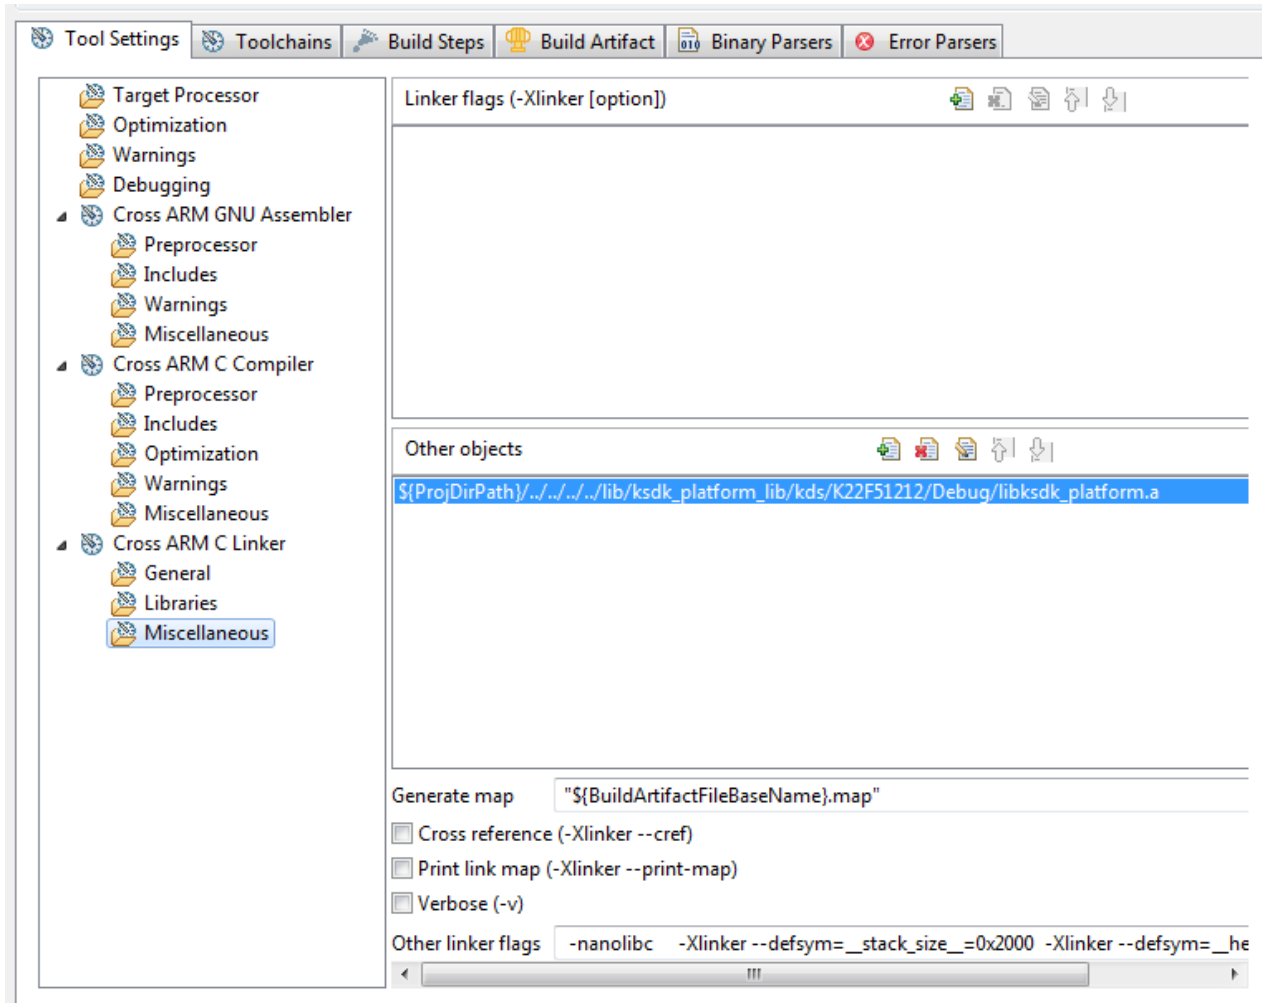 Tool Settings Toolchains Build Steps Build Artifact Binary Parsers Error Parsers
Target Processor
Optimization
Warnings
Debugging
Cross ARM GNU Assembler
Preprocessor
Includes
Warnings
Miscellaneous
Cross ARM C Compiler
Preprocessor
Includes
Optimization
Warnings
Miscellaneous
Cross ARM C Linker
General
Libraries
Miscellaneous
Linker flags (-Xlinker [option])
Other objects
${ProjDirPath}/../../../../lib/ksdk_platform_lib/kds/K22F51212/Debug/libksdk_platform.a
Generate map "${BuildArtifactFileBaseName}.map"
Cross reference (-Xlinker --cref)
Print link map (-Xlinker --print-map)
Verbose (-v)
Other linker flags -nanolibc -Xlinker --defsym=__stack_size__=0x2000 -Xlinker --defsym=__he